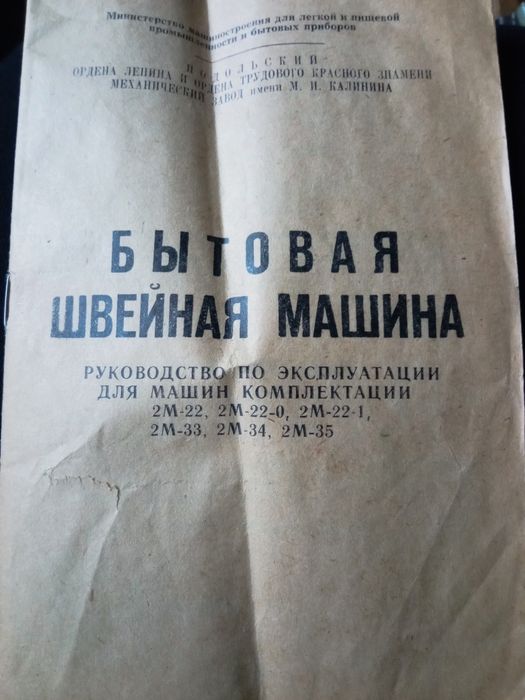 Министерство машиностроения для легкой и пищевой
промышленности и бытовых приборов
ПОДОЛЬСКИЙ
ОРДЕНА ЛЕНИНА И ОРДЕНА ТРУДОВОГО КРАСНОГО ЗНАМЕНИ
МЕХАНИЧЕСКИЙ ЗАВОД имени М. И. КАЛИНИНА
БЫТОВАЯ
ШВЕЙНАЯ МАШИНА
РУКОВОДСТВО ПО ЭКСПЛУАТАЦИИ
ДЛЯ МАШИН КОМПЛЕКТАЦИИ
2М-22, 2М-22-0, 2М-22-1,
2М-33, 2М-34, 2М-35